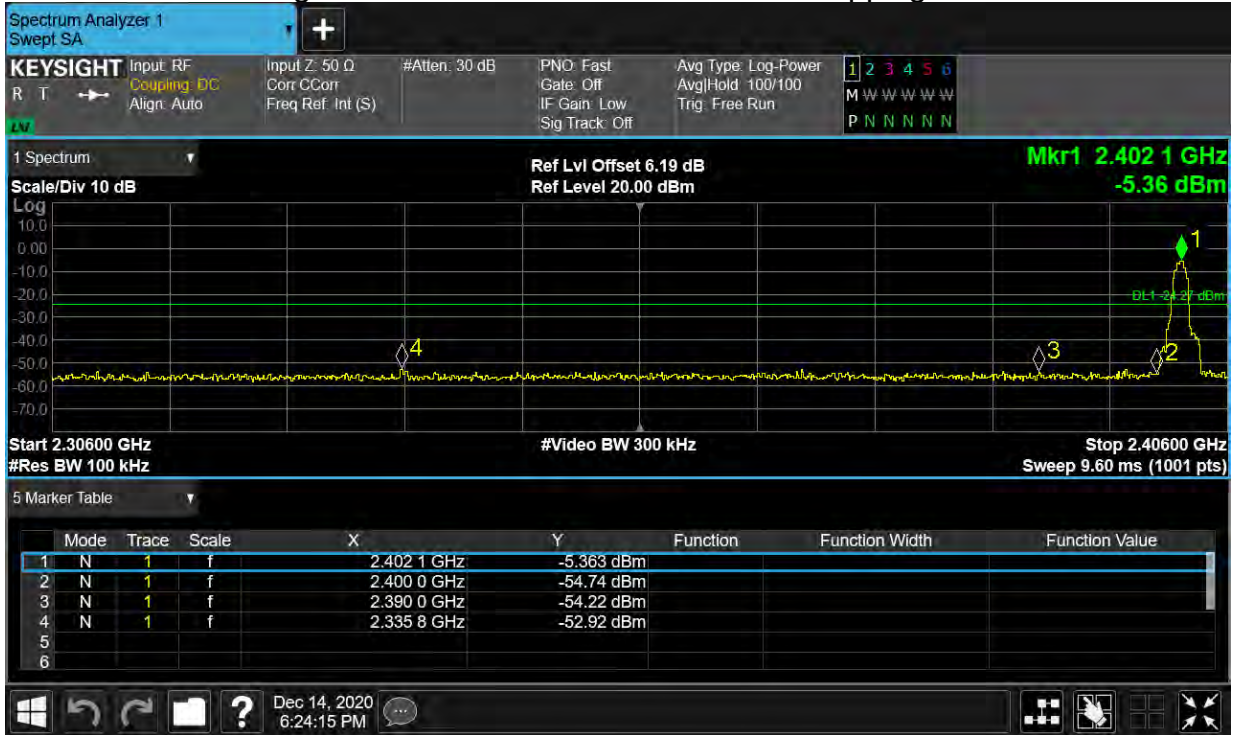 Spectrum Analyzer 1
Swept SA
+
KEYSIGHT Input: RF Input Z: 50 Ω #Atten: 30 dB PNO: Fast Avg Type: Log-Power 1 2 3 4 5 6
R T Coupling: DC Corr CCorr Gate: Off Avg|Hold: 100/100 M W W W W W
Align: Auto Freq Ref: Int (S) IF Gain: Low Trig: Free Run
Sig Track: Off P N N N N N
1 Spectrum Ref Lvl Offset 6.19 dB Mkr1 2.402 1 GHz
Scale/Div 10 dB Ref Level 20.00 dBm -5.36 dBm
Log
10.0
0.00 1
-10.0
-20.0 DL1 -24.27 dBm
-30.0
-40.0 4 3 2
-50.0
-60.0
-70.0
Start 2.30600 GHz #Video BW 300 kHz Stop 2.40600 GHz
#Res BW 100 kHz Sweep 9.60 ms (1001 pts)
5 Marker Table
Mode Trace Scale X Y Function Function Width Function Value
1 N 1 f 2.402 1 GHz -5.363 dBm
2 N 1 f 2.400 0 GHz -54.74 dBm
3 N 1 f 2.390 0 GHz -54.22 dBm
4 N 1 f 2.335 8 GHz -52.92 dBm
5
6
? Dec 14, 2020
6:24:15 PM